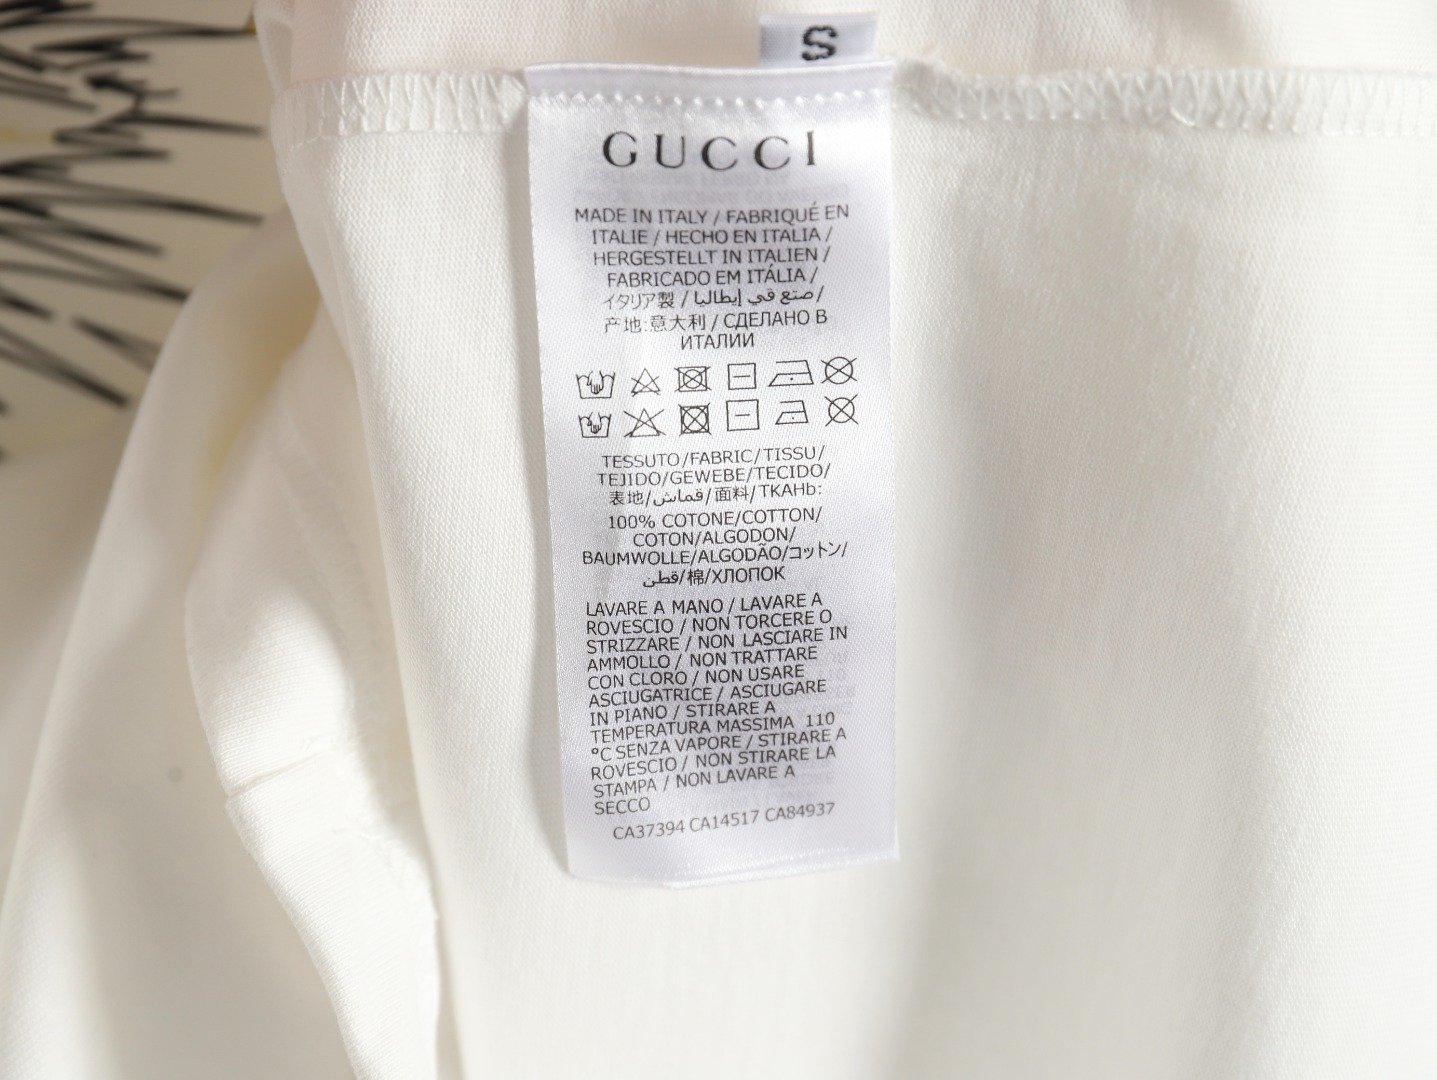 S
GUCCI
MADE IN ITALY / FABRIQUÉ EN
ITALIE / HECHO EN ITALIA /
HERGESTELLT IN ITALIEN /
FABRICADO EM ITÁLIA /
イタリア製 / صنع في إيطاليا /
产地:意大利 / СДЕЛАНО В
ИТАЛИИ
TESSUTO/FABRIC/TISSU/
TEJIDO/GEWEBE/TECIDO/
表地/قماش/面料/TKAHb:
100% COTONE/COTTON/
COTON/ALGODON/
BAUMWOLLE/ALGODÃO/コットン/
قطن/棉/ХЛОПОК
LAVARE A MANO / LAVARE A
ROVESCIO / NON TORCERE O
STRIZZARE / NON LASCIARE IN
AMMOLLO / NON TRATTARE
CON CLORO / NON USARE
ASCIUGATRICE / ASCIUGARE
IN PIANO / STIRARE A
TEMPERATURA MASSIMA 110
°C SENZA VAPORE / STIRARE A
ROVESCIO / NON STIRARE LA
STAMPA / NON LAVARE A
SECCO
CA37394 CA14517 CA84937